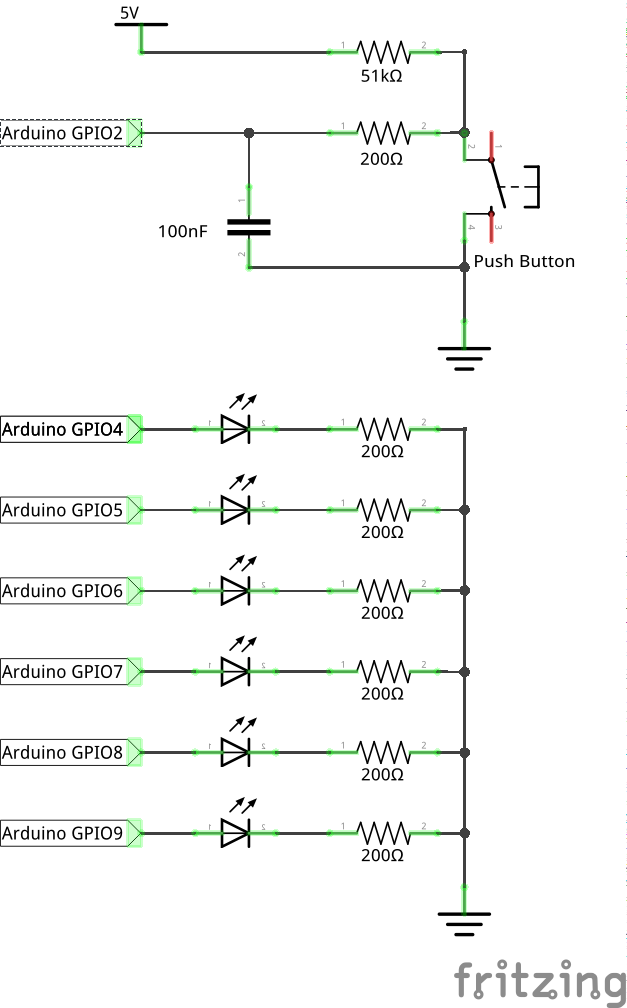 5V
1 2
51kΩ
Arduino GPIO2
1 2
200Ω
2 1
1
100nF
4 3
2
Push Button
Arduino GPIO4
1 2 1 2
200Ω
Arduino GPIO5
1 2 1 2
200Ω
Arduino GPIO6
1 2 1 2
200Ω
Arduino GPIO7
1 2 1 2
200Ω
Arduino GPIO8
1 2 1 2
200Ω
Arduino GPIO9
1 2 1 2
200Ω
fritzing